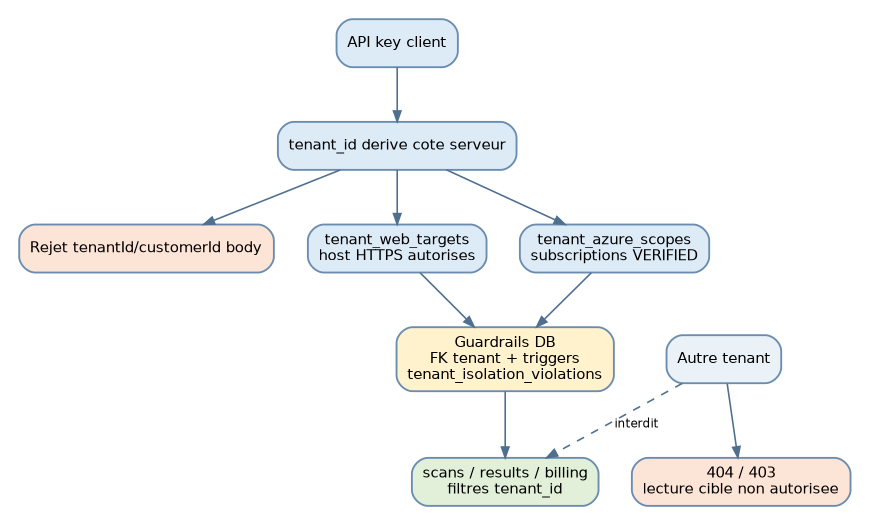 API key client
tenant_id derive cote serveur
Rejet tenantId/customerId body
tenant_web_targets
host HTTPS autorises
tenant_azure_scopes
subscriptions VERIFIED
Guardrails DB
FK tenant + triggers
tenant_isolation_violations
Autre tenant
interdit
scans / results / billing
filtres tenant_id
404 / 403
lecture cible non autorisee